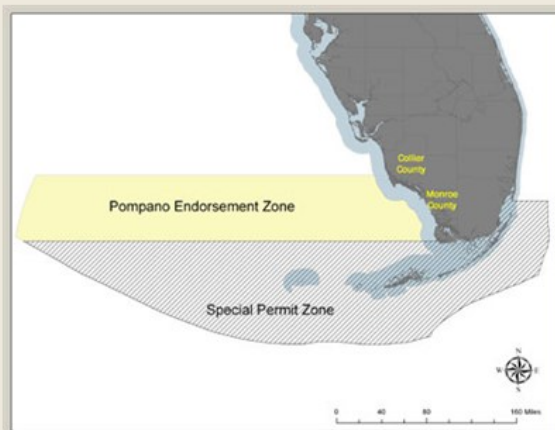 Collier
County
Monroe
County
Pompano Endorsement Zone
Special Permit Zone
N
W E
S
0 40 80 160 Miles